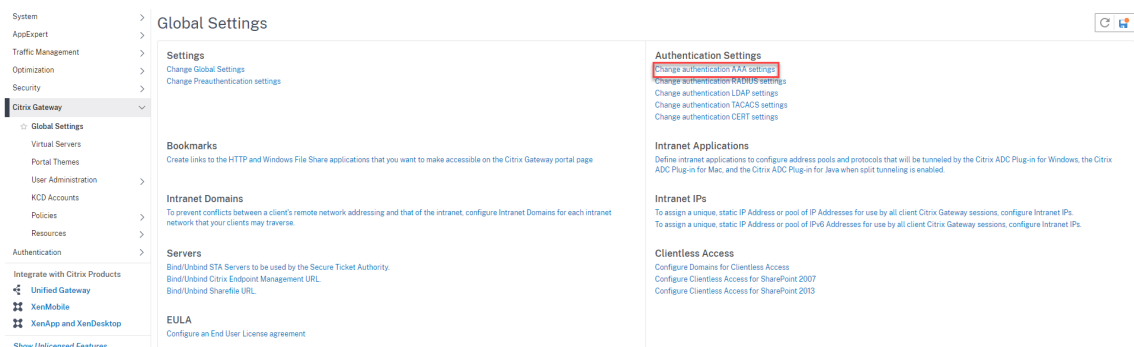 System
AppExpert
Traffic Management
Optimization
Security
Citrix Gateway
Global Settings
Virtual Servers
Portal Themes
User Administration
KCD Accounts
Policies
Resources
Authentication
Integrate with Citrix Products
Unified Gateway
XenMobile
XenApp and XenDesktop
Show Unlicensed Features
Global Settings
Settings
Change Global Settings
Change Preauthentication settings
Authentication Settings
Change authentication AAA settings
Change authentication RADIUS settings
Change authentication LDAP settings
Change authentication TACACS settings
Change authentication CERT settings
Bookmarks
Create links to the HTTP and Windows File Share applications that you want to make accessible on the Citrix Gateway portal page
Intranet Applications
Define intranet applications to configure address pools and protocols that will be tunneled by the Citrix ADC Plug-in for Windows, the Citrix
ADC Plug-in for Mac, and the Citrix ADC Plug-in for Java when split tunneling is enabled.
Intranet Domains
To prevent conflicts between a client's remote network addressing and that of the intranet, configure Intranet Domains for each intranet
network that your clients may traverse.
Intranet IPs
To assign a unique, static IP Address or pool of IP Addresses for use by all client Citrix Gateway sessions, configure Intranet IPs.
To assign a unique, static IP Address or pool of IPv6 Addresses for use by all client Citrix Gateway sessions, configure Intranet IPs.
Servers
Bind/Unbind STA Servers to be used by the Secure Ticket Authority.
Bind/Unbind Citrix Endpoint Management URL.
Bind/Unbind Sharefile URL.
Clientless Access
Configure Domains for Clientless Access
Configure Clientless Access for SharePoint 2007
Configure Clientless Access for SharePoint 2013
EULA
Configure an End User License agreement